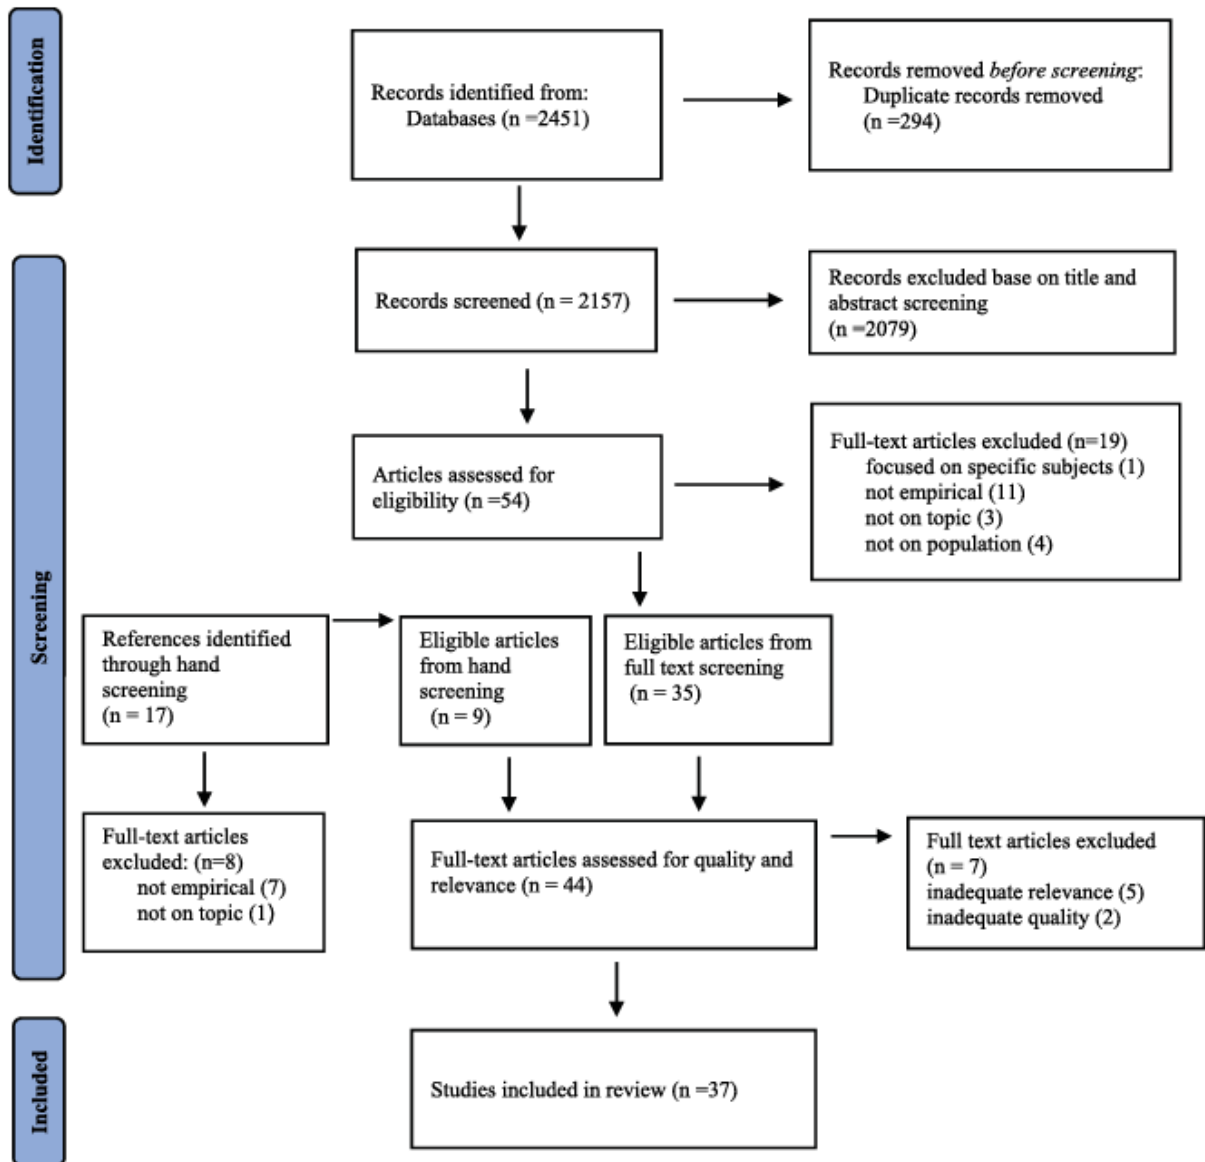 Identification
Records identified from:
Databases (n =2451)
Records removed before screening:
Duplicate records removed
(n =294)
Screening
Records screened (n = 2157)
Records excluded base on title and
abstract screening
(n =2079)
Articles assessed for
eligibility (n =54)
Full-text articles excluded (n=19)
focused on specific subjects (1)
not empirical (11)
not on topic (3)
not on population (4)
References identified
through hand
screening
(n = 17)
Eligible articles
from hand
screening
(n = 9)
Eligible articles from
full text screening
(n = 35)
Full-text articles
excluded: (n=8)
not empirical (7)
not on topic (1)
Full-text articles assessed for quality and
relevance (n = 44)
Full text articles excluded
(n = 7)
inadequate relevance (5)
inadequate quality (2)
Included
Studies included in review (n =37)